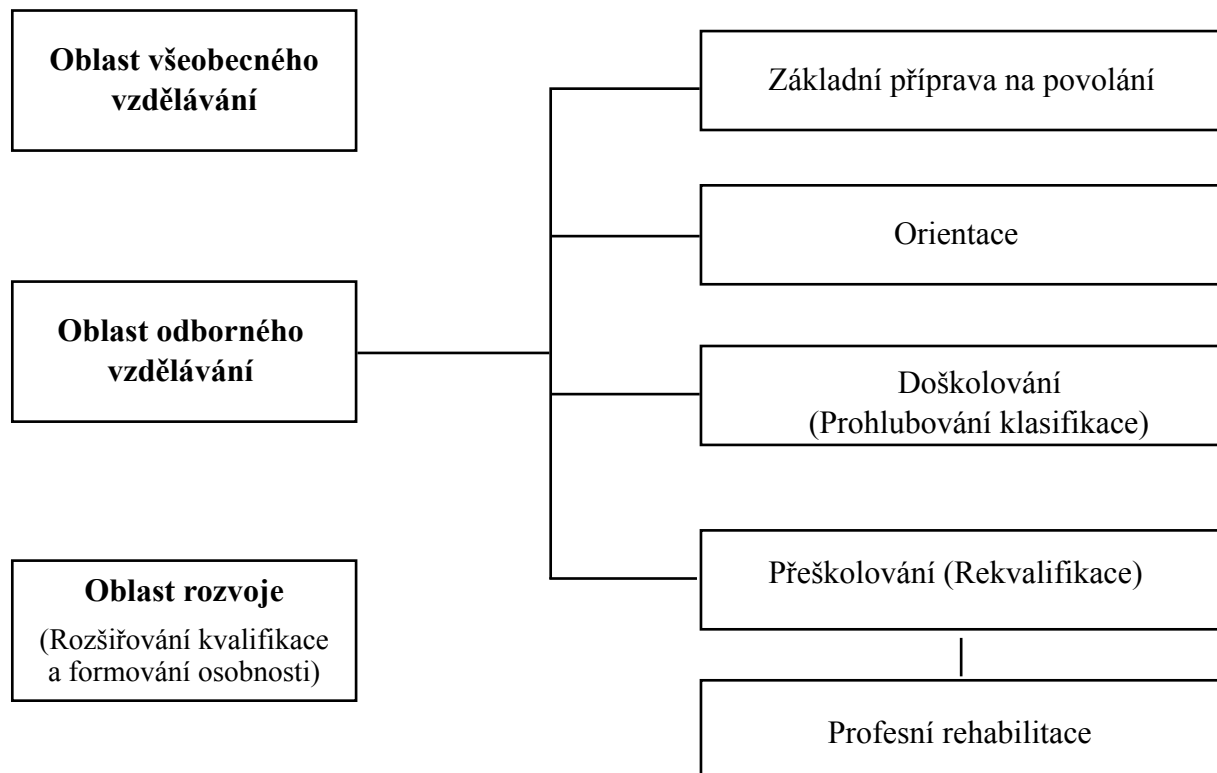 Oblast všeobecného
vzdělávání
Základní příprava na povolání
Orientace
Oblast odborného
vzdělávání
Doškolování
(Prohlubování klasifikace)
Přeškolování (Rekvalifikace)
Oblast rozvoje
(Rozšiřování kvalifikace
a formování osobnosti)
Profesní rehabilitace